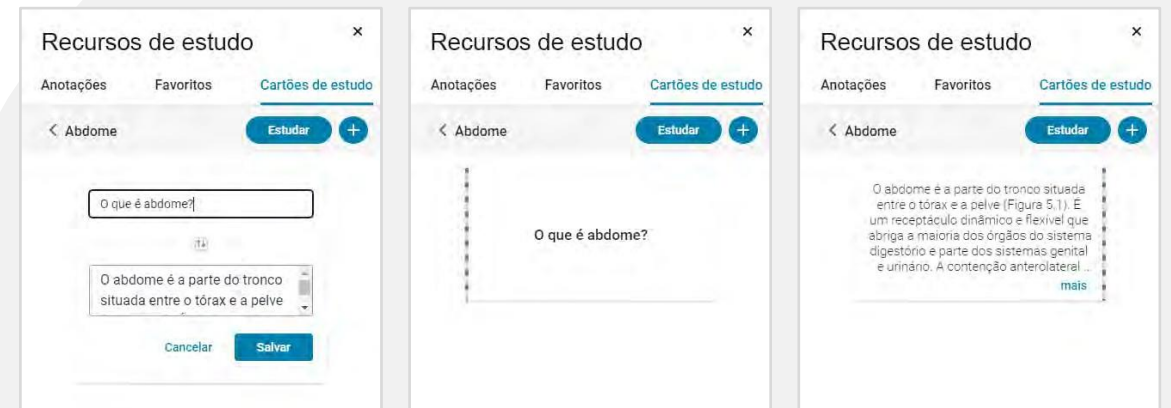 Recursos de estudo ×
Anotações Favoritos Cartões de estudo
< Abdome Estudar +
O que é abdome?
O abdome é a parte do tronco
situada entre o tórax e a pelve
Cancelar Salvar
Recursos de estudo ×
Anotações Favoritos Cartões de estudo
< Abdome Estudar +
O que é abdome?
Recursos de estudo ×
Anotações Favoritos Cartões de estudo
< Abdome Estudar +
O abdome é a parte do tronco situada
entre o tórax e a pelve (Figura 5.1). É
um receptáculo dinâmico e flexível que
abriga a maioria dos órgãos do sistema
digestório e parte dos sistemas genital
e urinário. A contenção anterolateral ...
mais